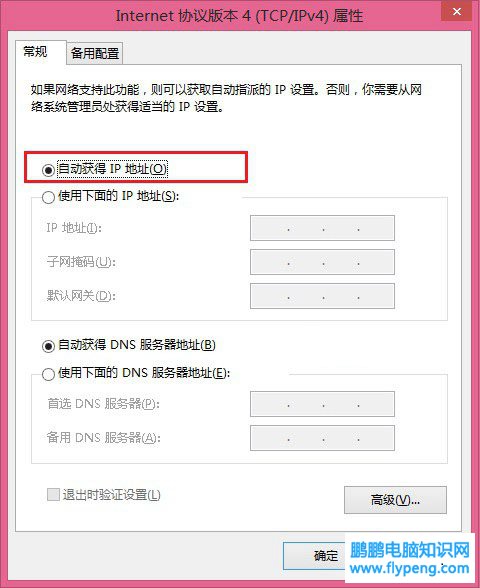 Internet 协议版本 4 (TCP/IPv4) 属性
常规
备用配置
如果网络支持此功能，则可以获取自动指派的 IP 设置。否则，你需要从网
络系统管理员处获得适当的 IP 设置。
自动获得 IP 地址(O)
使用下面的 IP 地址(S):
IP 地址(I):
子网掩码(U):
默认网关(D):
自动获得 DNS 服务器地址(B)
使用下面的 DNS 服务器地址(E):
首选 DNS 服务器(P):
备用 DNS 服务器(A):
退出时验证设置(L)
高级(V)...
确定
鹏鹏电脑知识网
www.flypeng.com